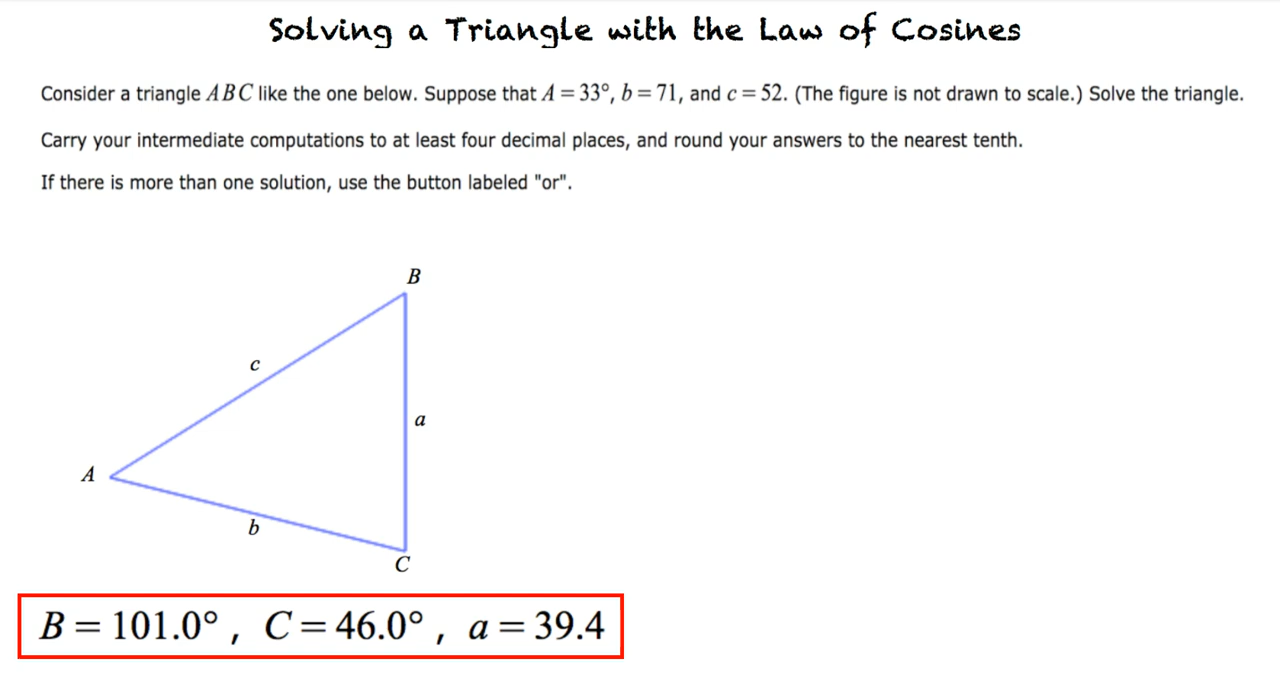 Solving a Triangle with the Law of Cosines
Consider a triangle ABC like the one below. Suppose that A = 33°, b = 71, and c = 52. (The figure is not drawn to scale.) Solve the triangle.
Carry your intermediate computations to at least four decimal places, and round your answers to the nearest tenth.
If there is more than one solution, use the button labeled "or".
B
c
a
A
b
C
B = 101.0° , C = 46.0° , a = 39.4